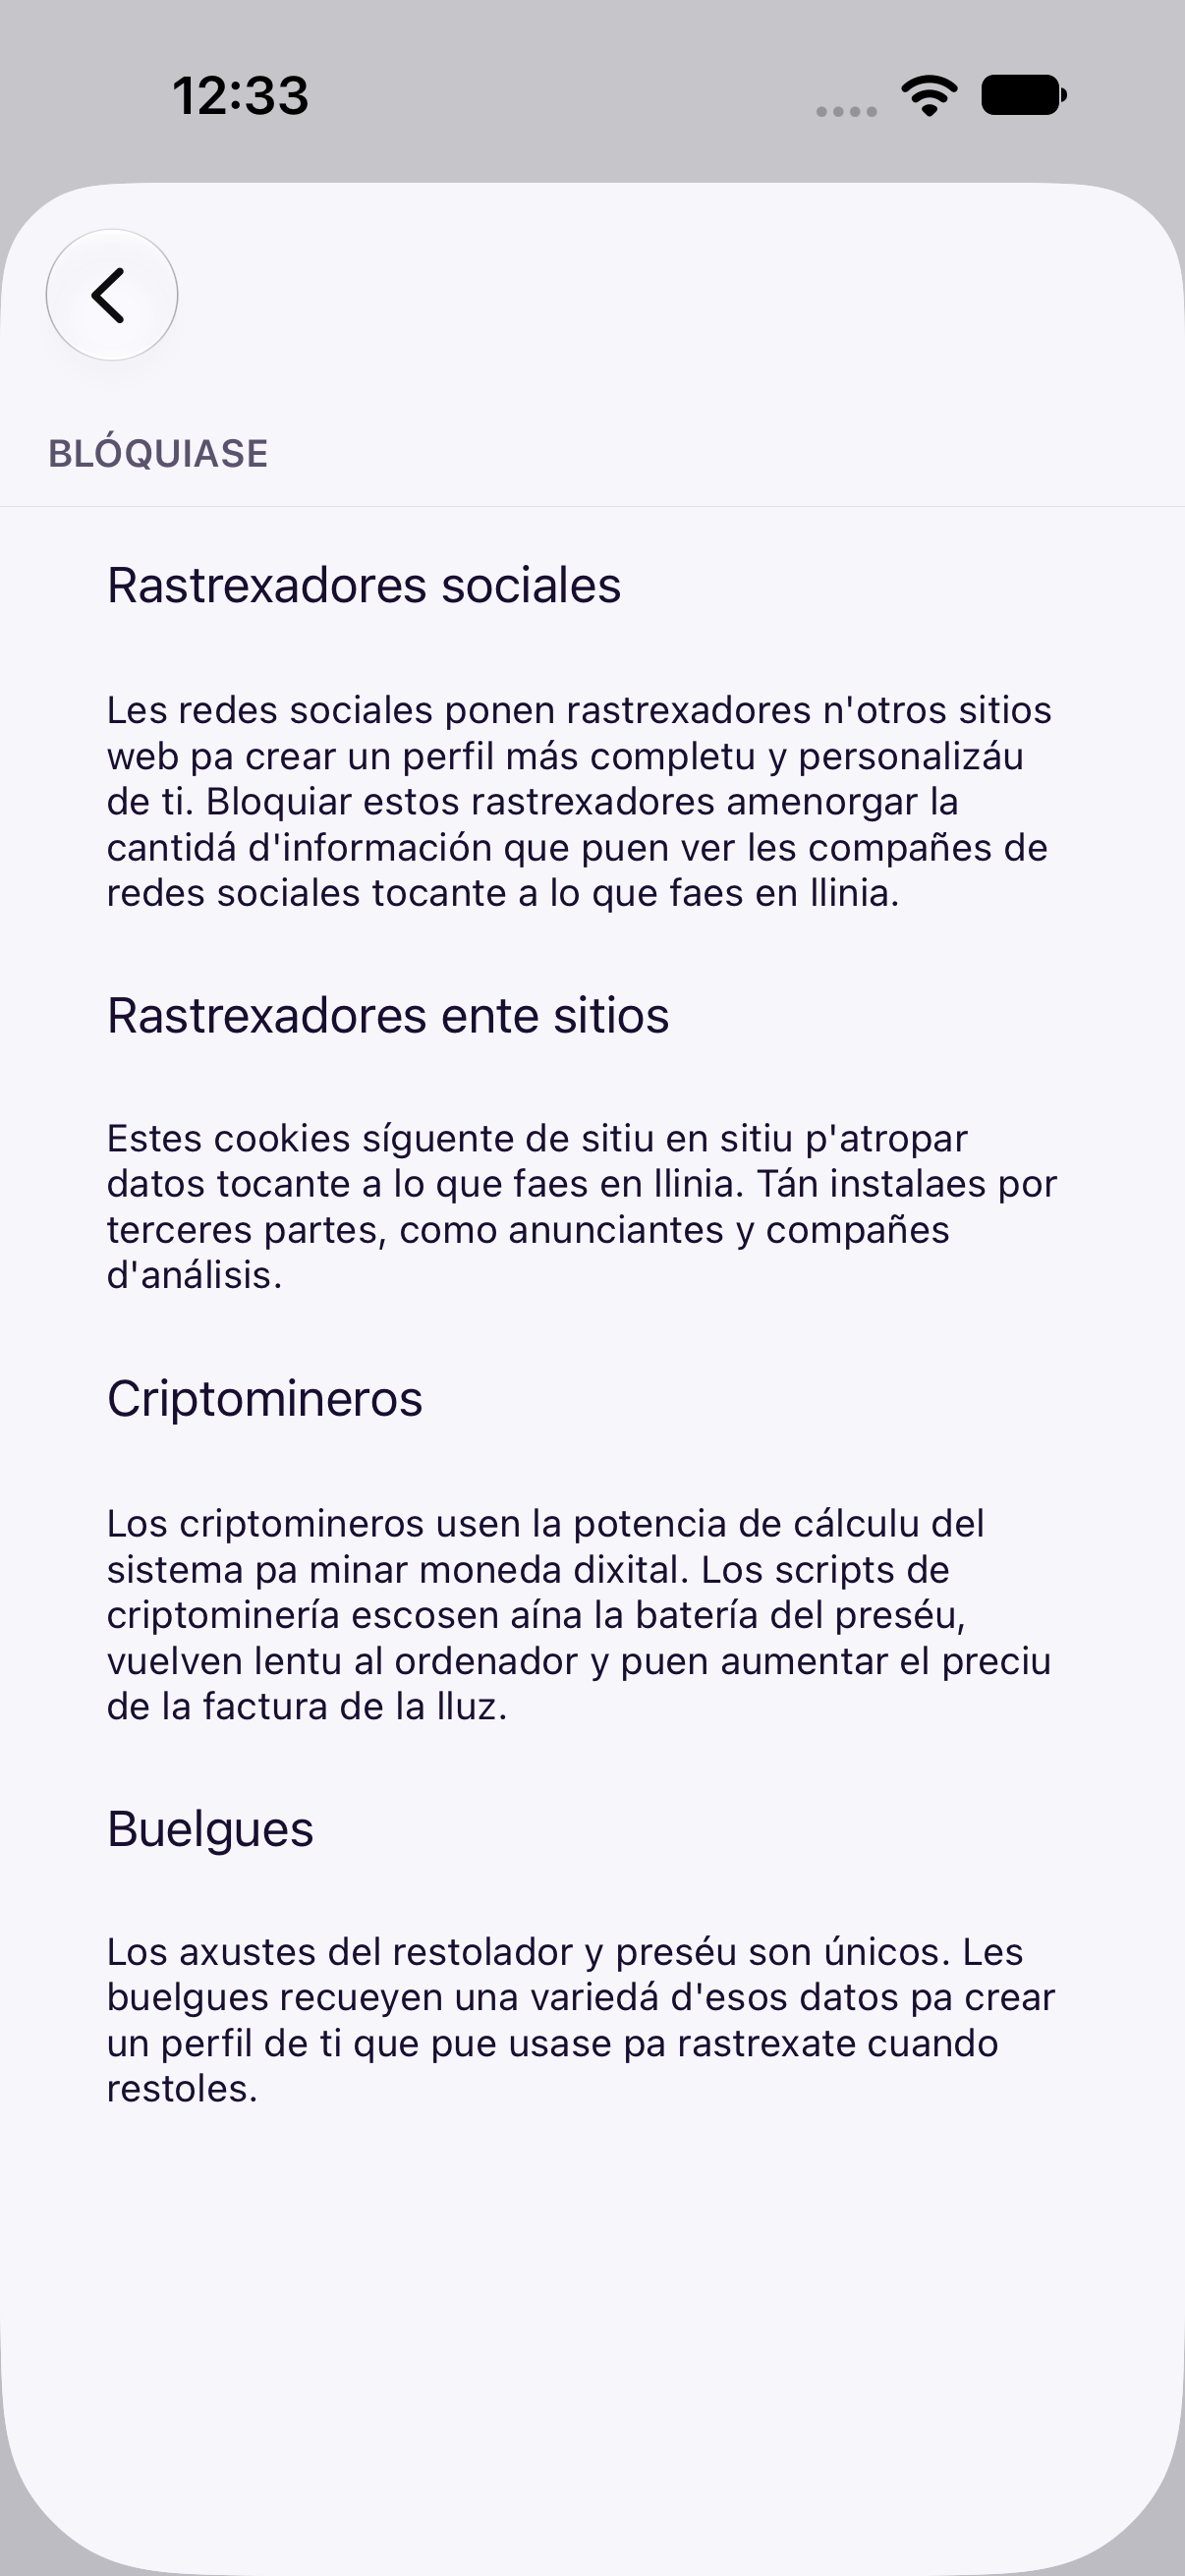 12:33
BLÓQUIASE
Rastrexadores sociales
Les redes sociales ponen rastrexadores n'otros sitios
web pa crear un perfil más completu y personalizáu
de ti. Bloquiar estos rastrexadores amenorgar la
cantidá d'información que puen ver les compañes de
redes sociales tocante a lo que faes en llinia.
Rastrexadores ente sitios
Estes cookies síguente de sitiu en sitiu p'atropar
datos tocante a lo que faes en llinia. Tán instalaes por
terceres partes, como anunciantes y compañes
d'análisis.
Criptomineros
Los criptomineros usen la potencia de cálculu del
sistema pa minar moneda dixital. Los scripts de
criptominería escosen aína la batería del preséu,
vuelven lentu al ordenador y puen aumentar el preciu
de la factura de la lluz.
Buelgues
Los axustes del restolador y preséu son únicos. Les
buelgues recueyen una variedá d'esos datos pa crear
un perfil de ti que pue usase pa rastrexate cuando
restoles.